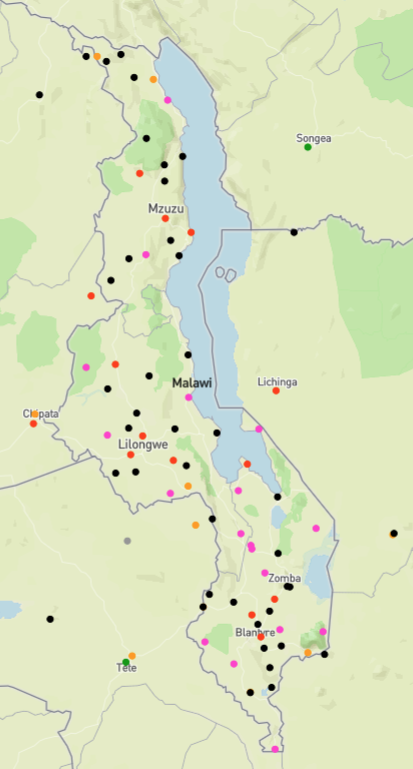 Songea
Mzuzu
Malawi
Lichinga
Chipata
Lilongwe
Zomba
Blantyre
Tete